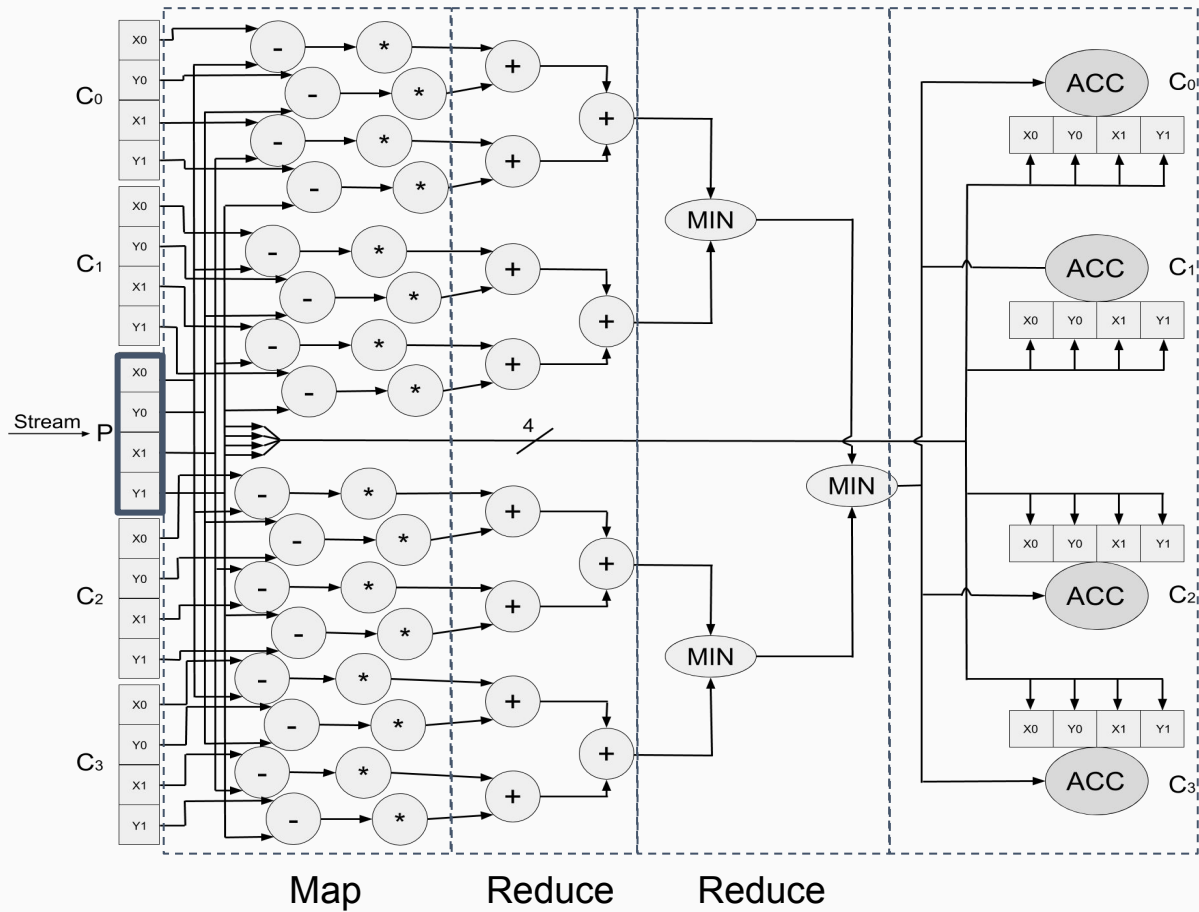 C0
X0
Y0
X1
Y1
- *
- *
- *
- *
+
+
+
C1
X0
Y0
X1
Y1
- *
- *
- *
- *
+
+
+
MIN
Stream P
X0
Y0
X1
Y1
4
MIN
C2
X0
Y0
X1
Y1
- *
- *
- *
- *
+
+
+
C3
X0
Y0
X1
Y1
- *
- *
- *
- *
+
+
+
MIN
ACC C0
X0 Y0 X1 Y1
ACC C1
X0 Y0 X1 Y1
X0 Y0 X1 Y1
ACC C2
X0 Y0 X1 Y1
ACC C3
Map Reduce Reduce